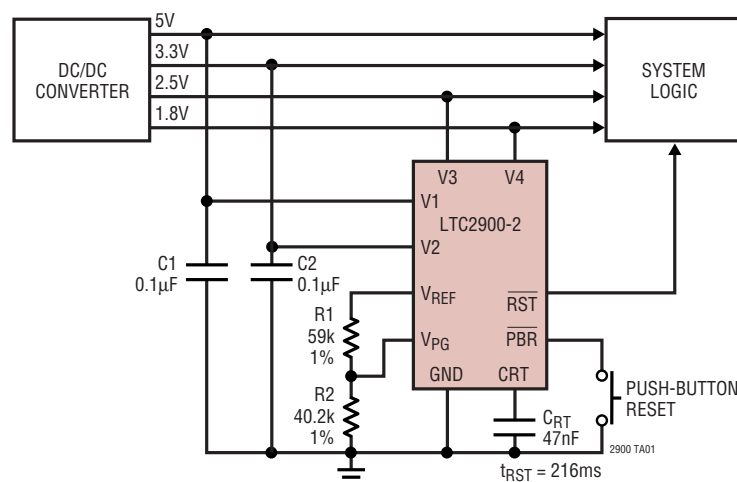 5V
3.3V
2.5V
1.8V
DC/DC
CONVERTER
SYSTEM
LOGIC
V3
V4
V1
LTC2900-2
V2
VREF
RST
VPG
PBR
GND
CRT
C1
0.1μF
C2
0.1μF
R1
59k
1%
R2
40.2k
1%
CRT
47nF
PUSH-BUTTON
RESET
2900 TA01
tRST = 216ms